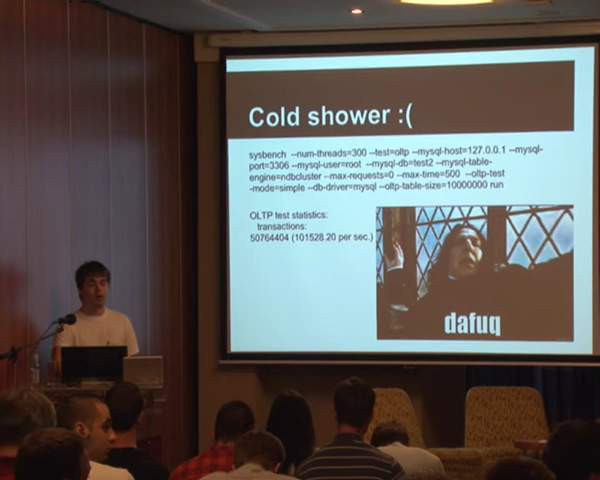 Cold shower :(
sysbench --num-threads=300 --test=oltp --mysql-host=127.0.0.1 --mysql-
port=3306 --mysql-user=root --mysql-db=test2 --mysql-table-
engine=ndbcluster --max-requests=0 --max-time=500 --oltp-test
-mode=simple --db-driver=mysql --oltp-table-size=10000000 run
OLTP test statistics:
transactions:
50764404 (101528.20 per sec.)
dafuq